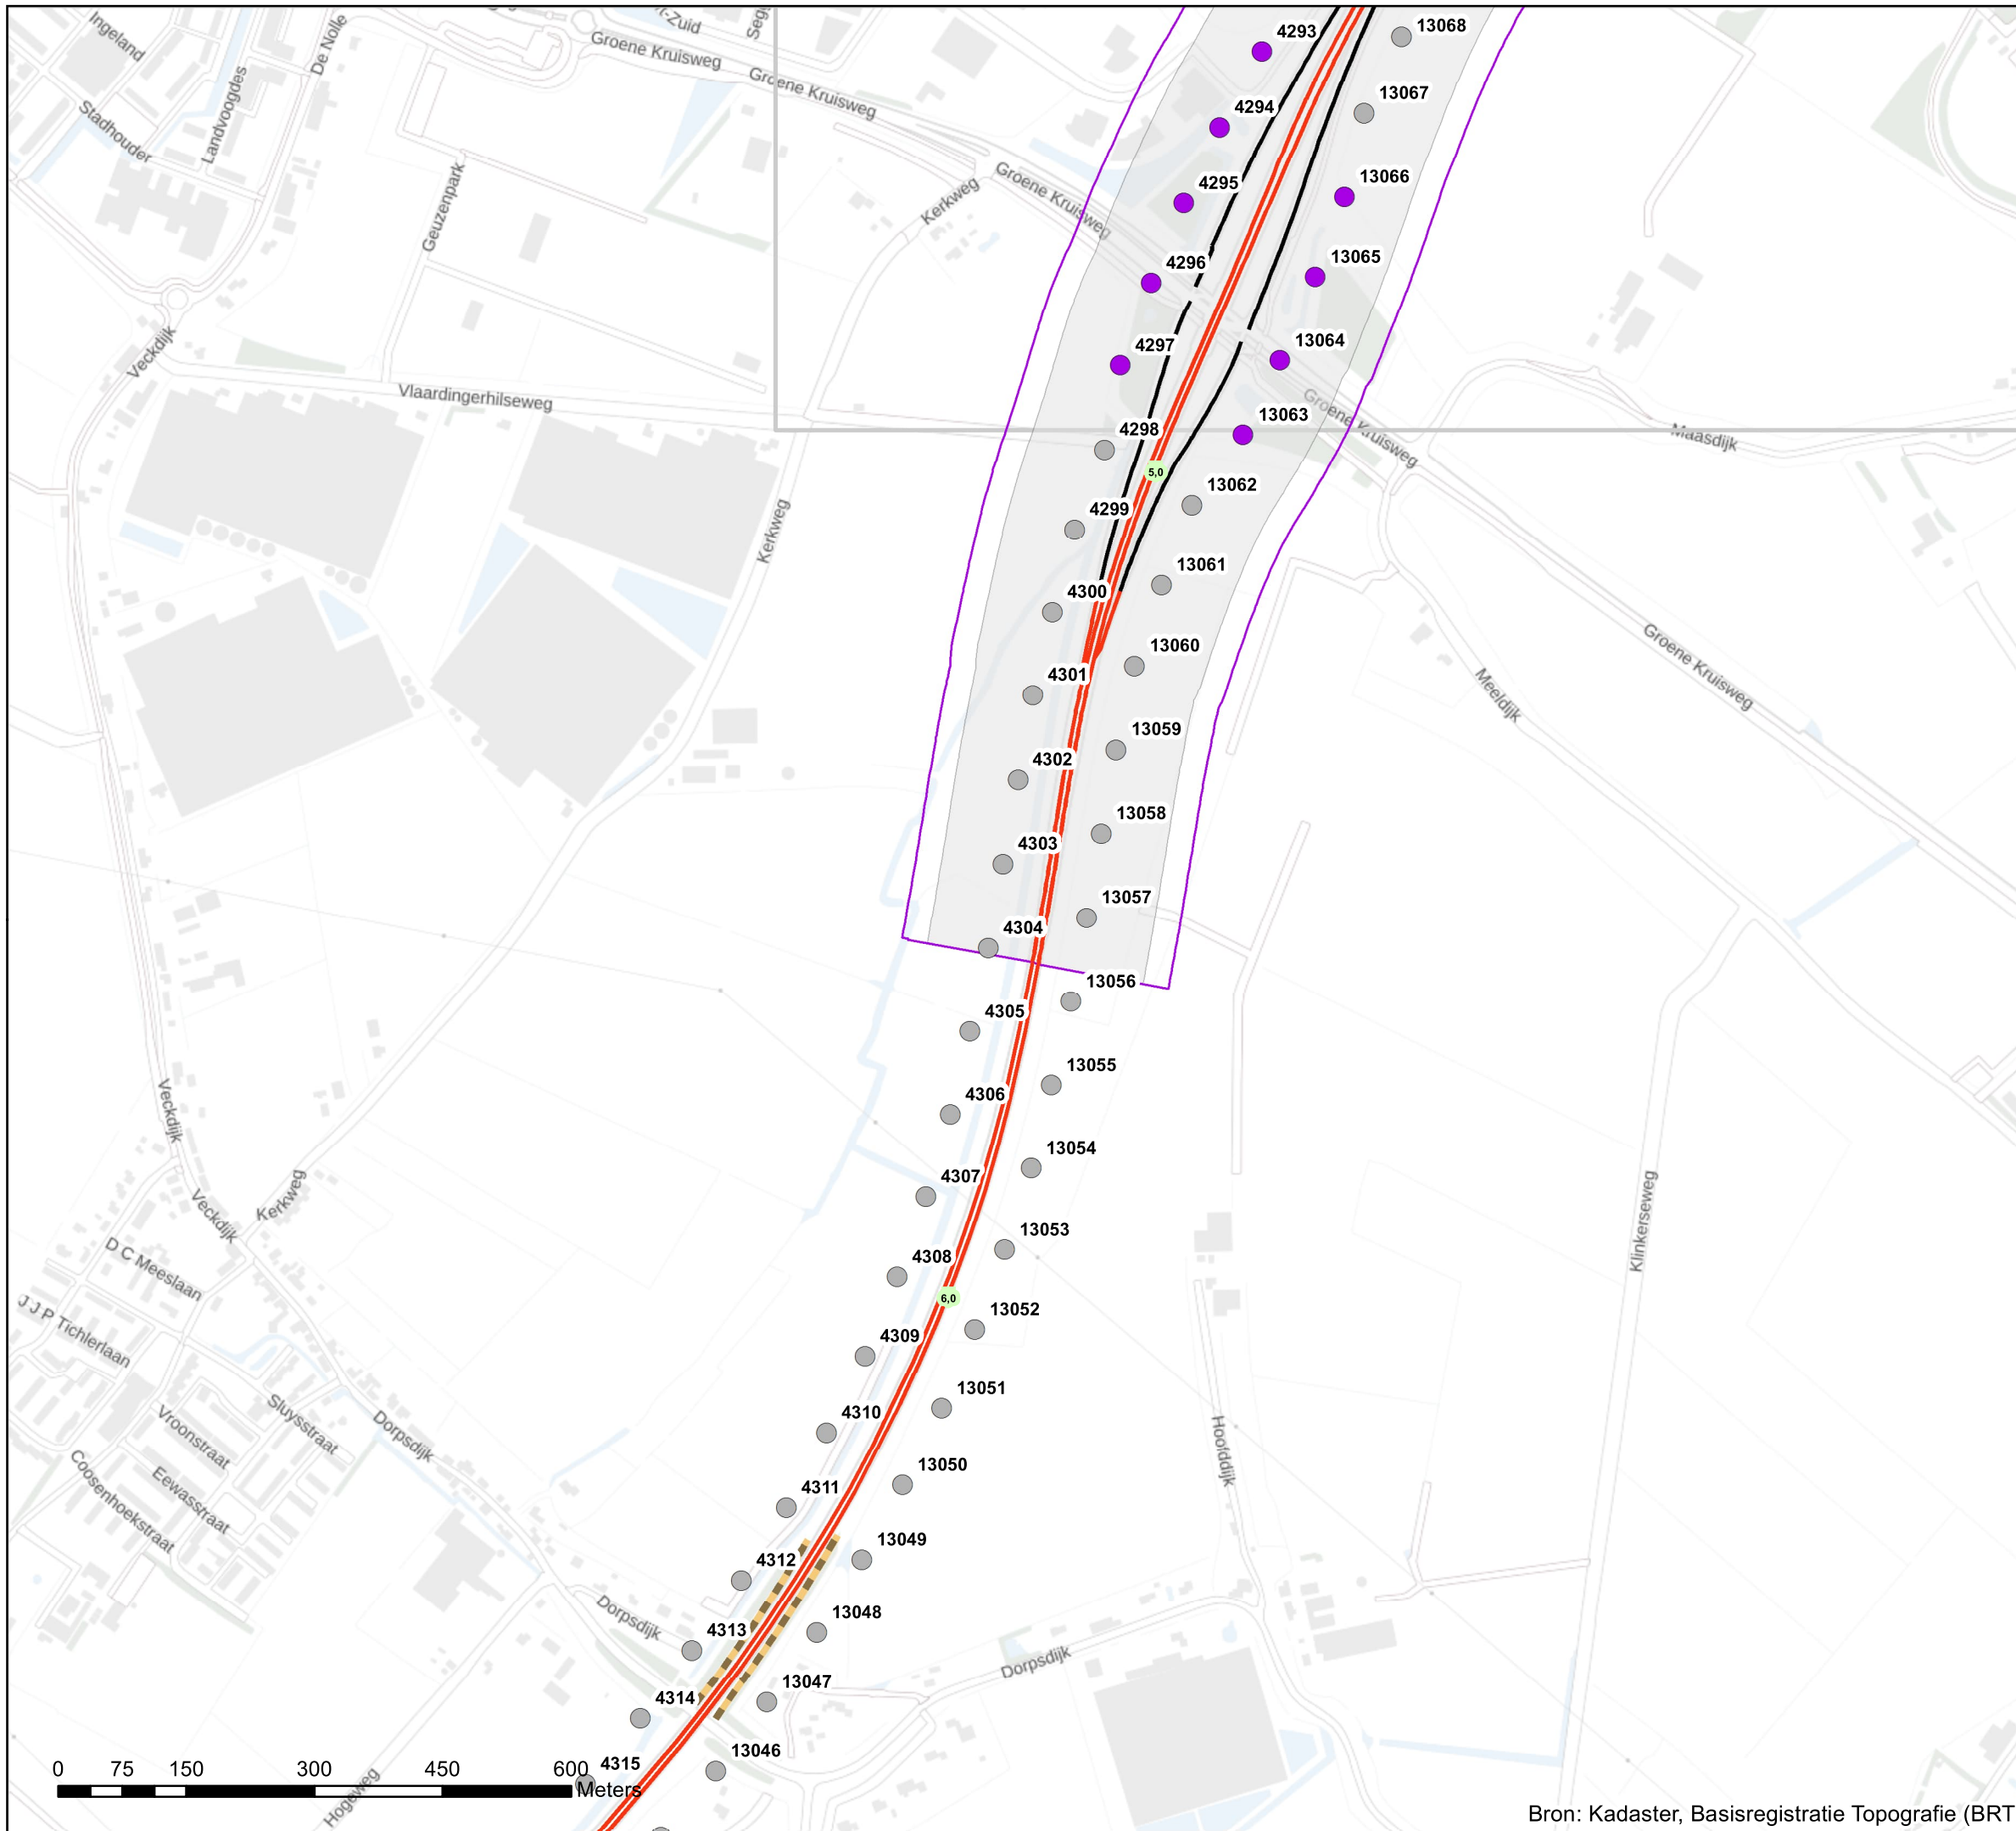 Ingeland
De Nolle
rt-Zuid
Segg
Groene Kruisweg
Groene Kruisweg
Landvoogdes
Stadhouder
Geuzenpark
Kerkweg
Groene Kruisweg
4293
13068
4294
13067
4295
13066
4296
13065
4297
13064
Veckdijk
Vlaardingerhilseweg
4298
13063
Groene Kruisweg
Maasdijk
5,0
13062
4299
Kerkweg
13061
4300
13060
4301
Groene Kruisweg
Meeldijk
13059
4302
13058
4303
13057
4304
13056
4305
13055
4306
Veckdijk
13054
4307
Veckdijk
Kerkweg
Klinkerseweg
13053
D C Meeslaan
4308
6,0
13052
J J P Tichlerlaan
4309
13051
Sluysstraat
Vroonstraat
Dorpsdijk
4310
Hoofddijk
13050
Eewasstraat
Coosenhoekstraat
4311
13049
4312
Dorpsdijk
13048
4313
Dorpsdijk
13047
4314
13046
4315
Hogeweg
0 75 150 300 450 600
Meters
Bron: Kadaster, Basisregistratie Topografie (BRT